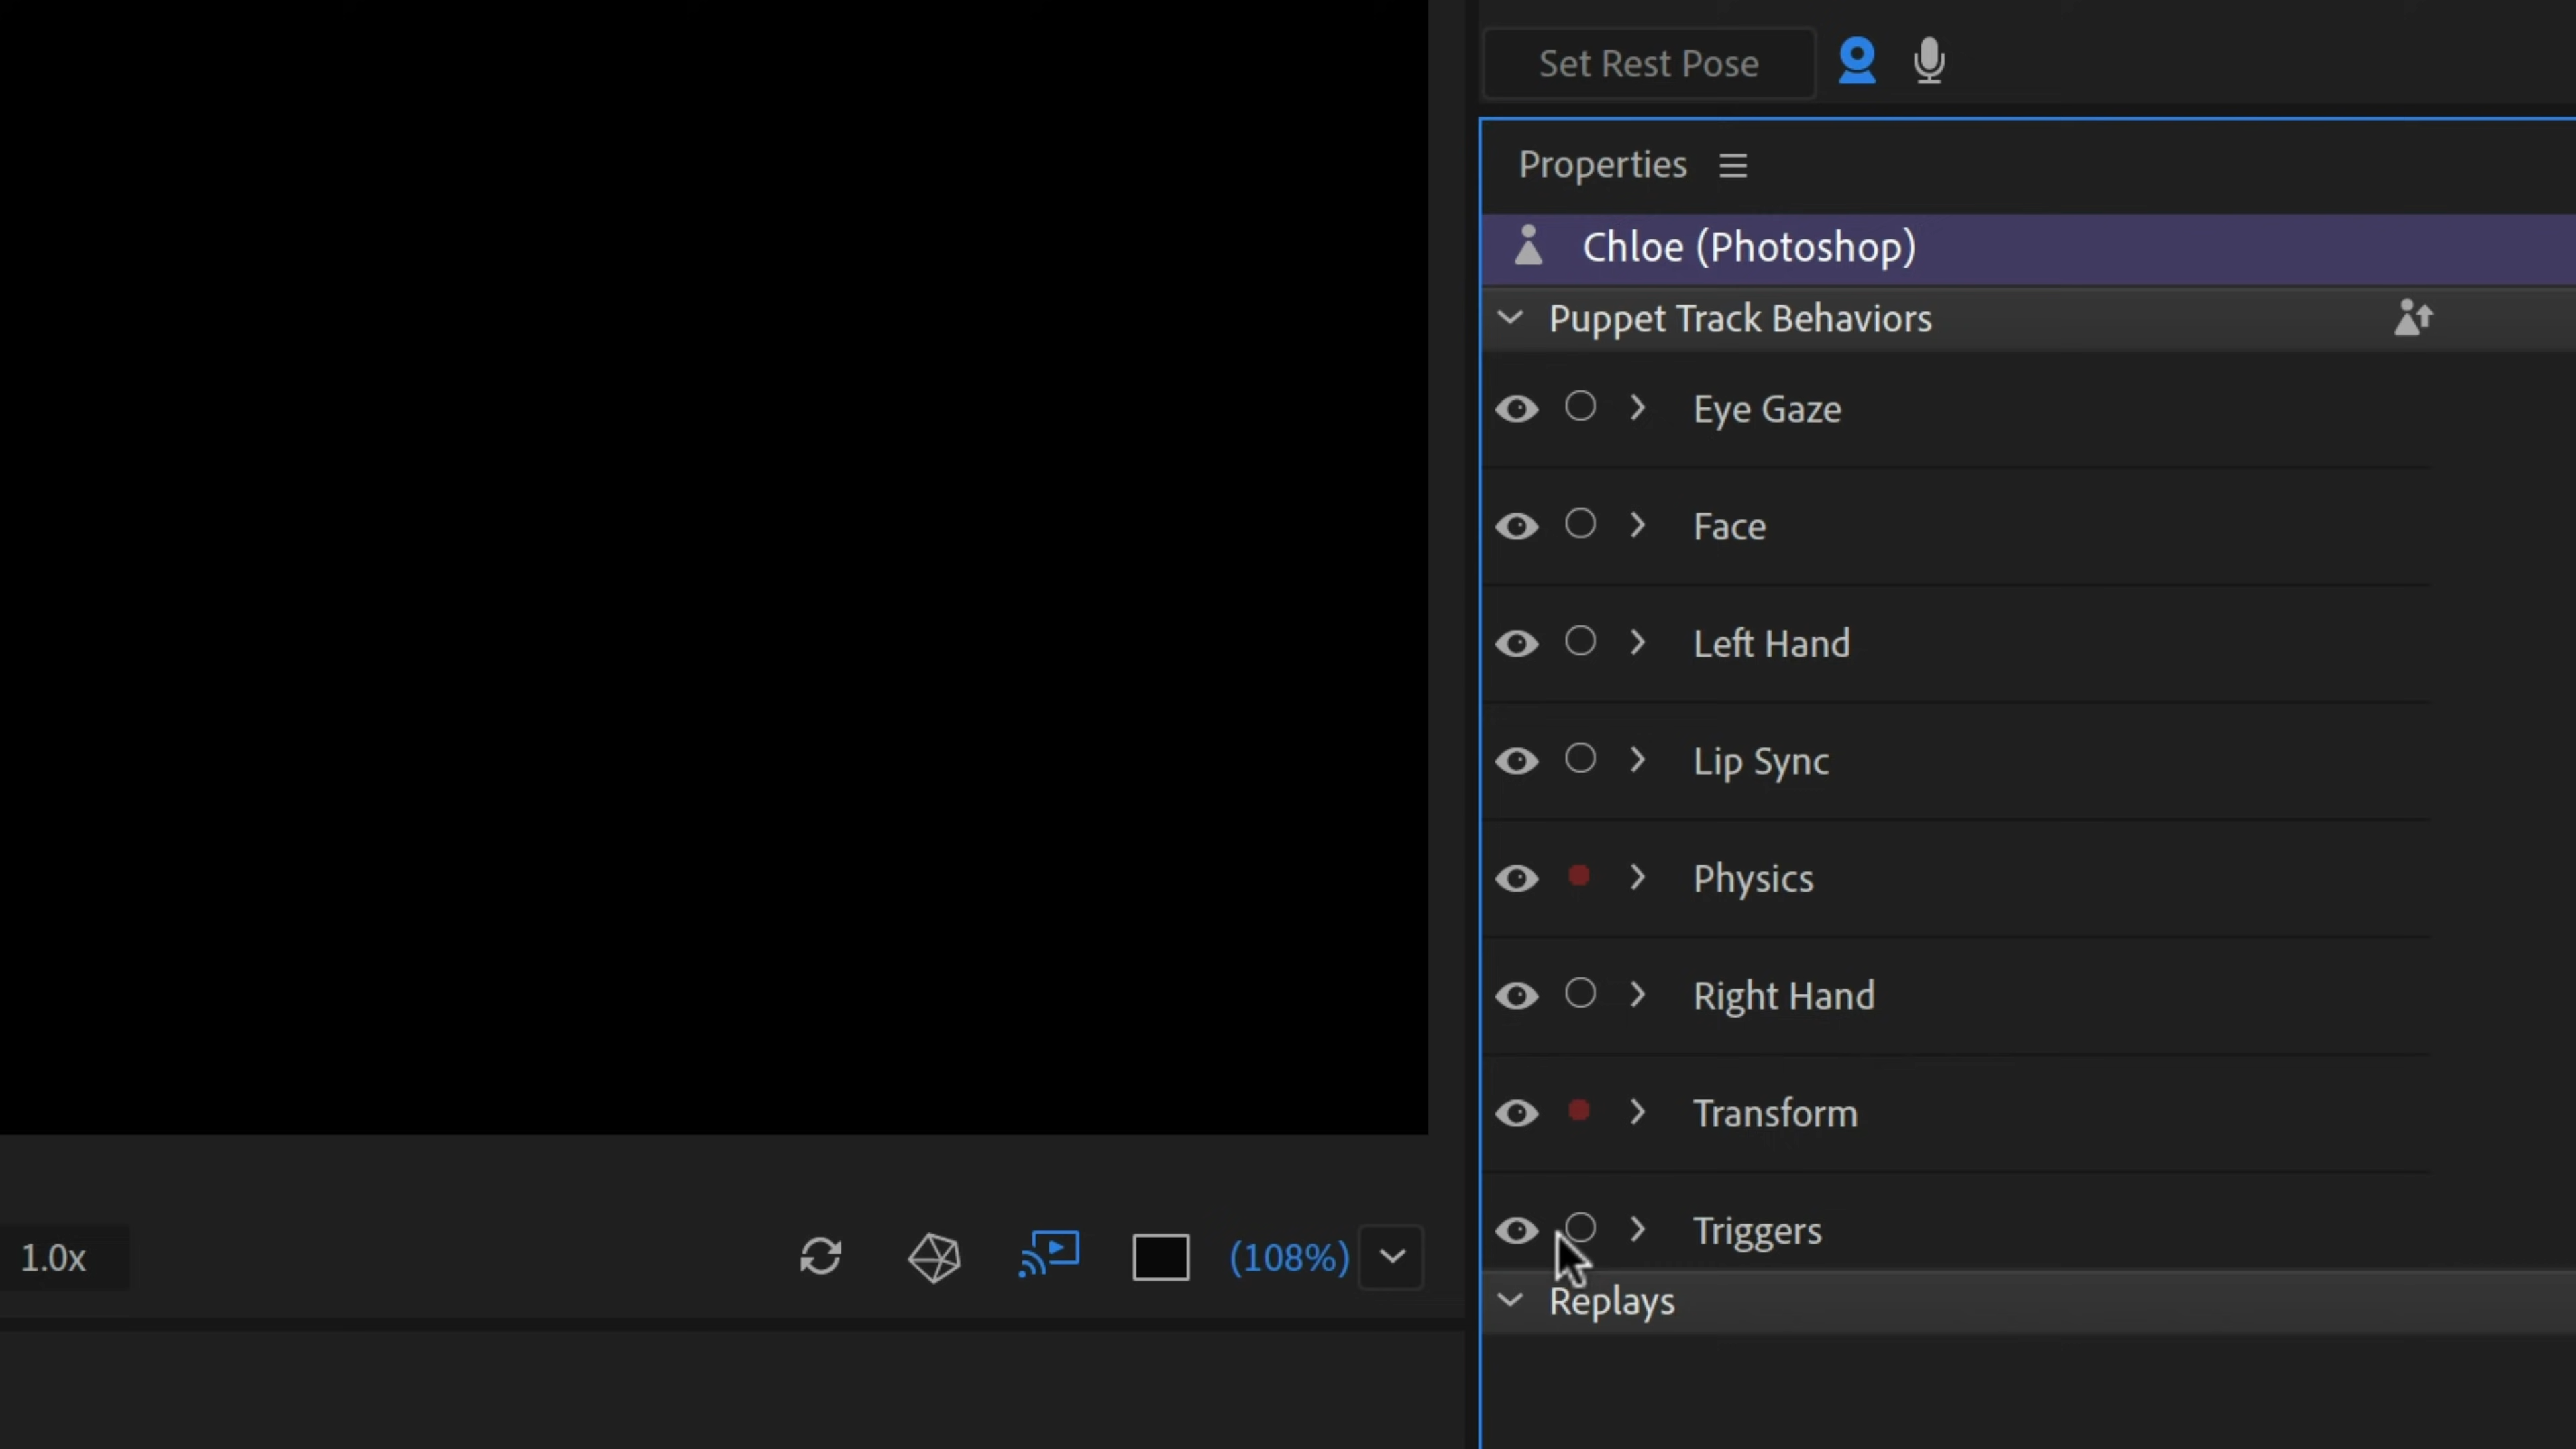 Set Rest Pose
Properties
Chloe (Photoshop)
Puppet Track Behaviors
Eye Gaze
Face
Left Hand
Lip Sync
Physics
Right Hand
Transform
Triggers
Replays
1.0x
(108%)